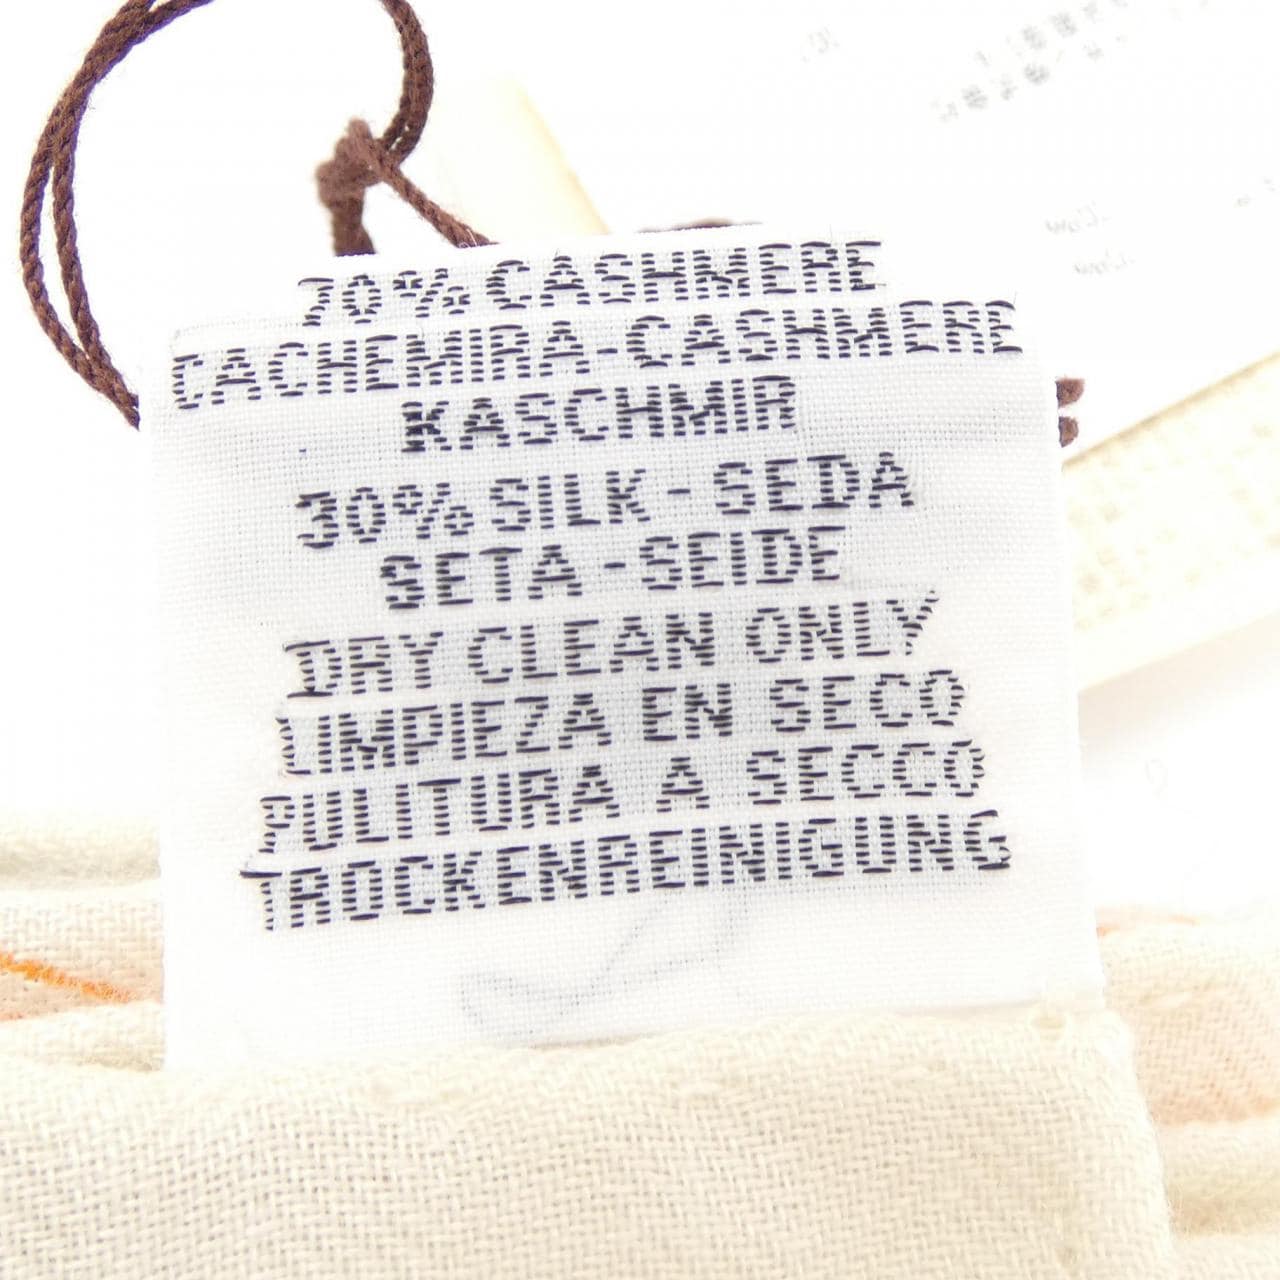 70% CASHMERE
CACHEMIRA-CASHMERE
KASCHMIR
30% SILK - SEDA
SETA - SEIDE
DRY CLEAN ONLY
LIMPIEZA EN SECO
PULITURA A SECCO
TROCKENREINIGUNG